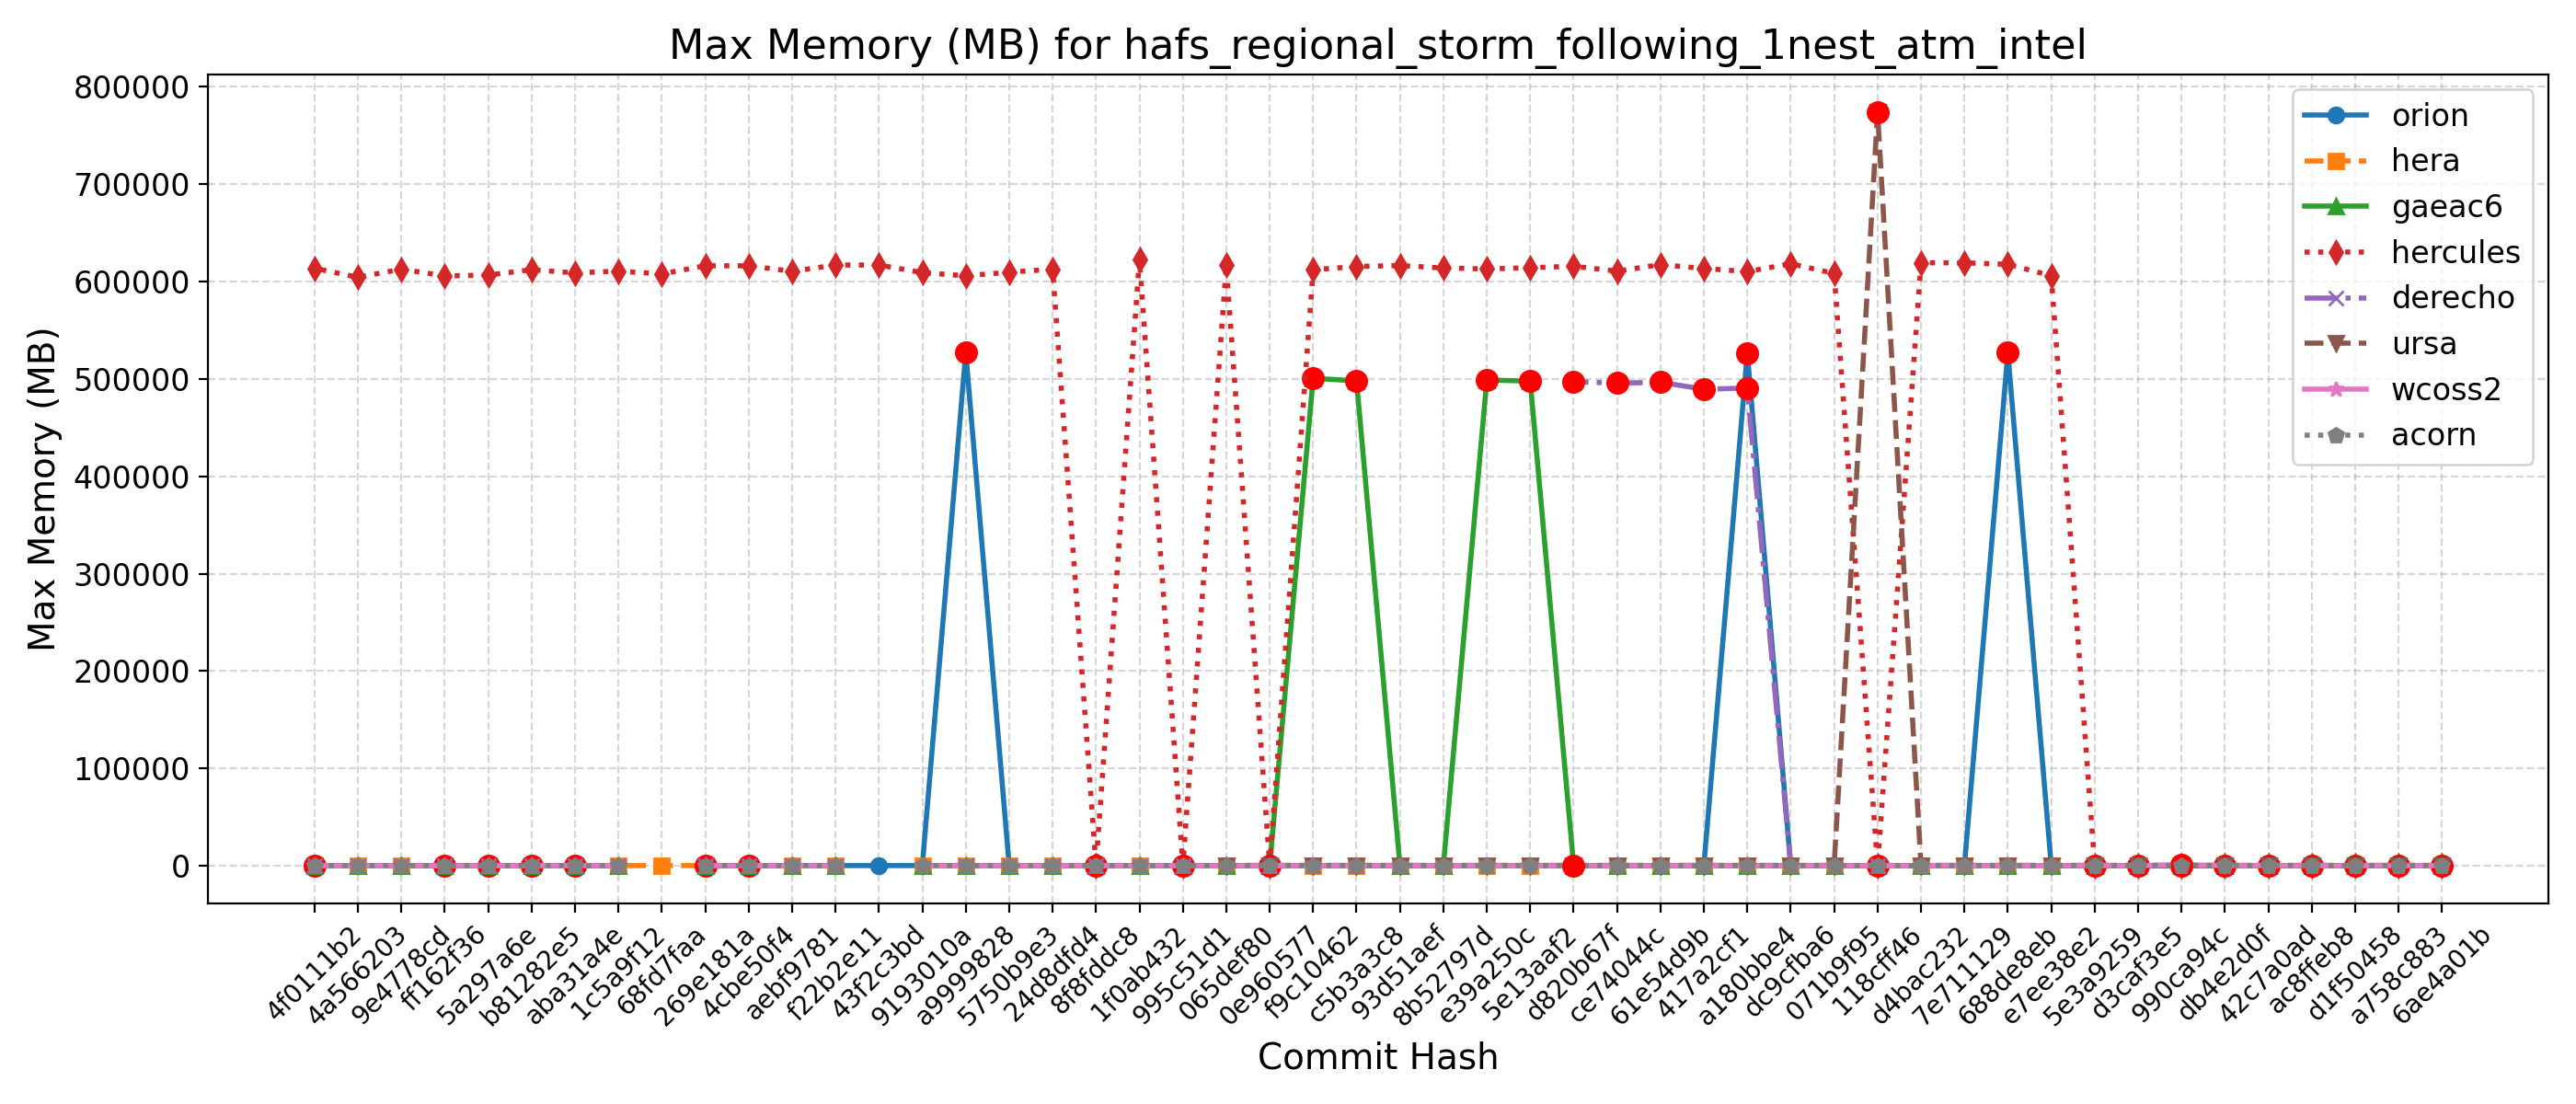 Max Memory (MB) for hafs_regional_storm_following_1nest_atm_intel
Max Memory (MB)
800000
700000
600000
500000
400000
300000
200000
100000
0
orion
hera
gaeac6
hercules
derecho
ursa
wcoss2
acorn
4f0111b2
4a566203
9e4778cd
ff162f36
5a297a6e
b81282e5
aba31a4e
1c5a9f12
68fd7faa
269e181a
4cbe50f4
aebf9781
f22b2e11
43f2c3bd
9193010a
a9999828
5750b9e3
24d8dfd4
8f8fddc8
1f0ab432
995c51d1
065def80
0e960577
f9c10462
c5b3a3c8
93d51aef
8b52797d
e39a250c
5e13aaf2
d820b67f
ce74044c
61e54d9b
417a2cf1
a180bbe4
dc9cfba6
071b9f95
118cff46
d4bac232
7e711129
688de8eb
e7ee38e2
5e3a9259
d3caf3e5
990ca94c
db4e2d0f
42c7a0ad
ac8ffeb8
d1f50458
a758c883
6ae4a01b
Commit Hash